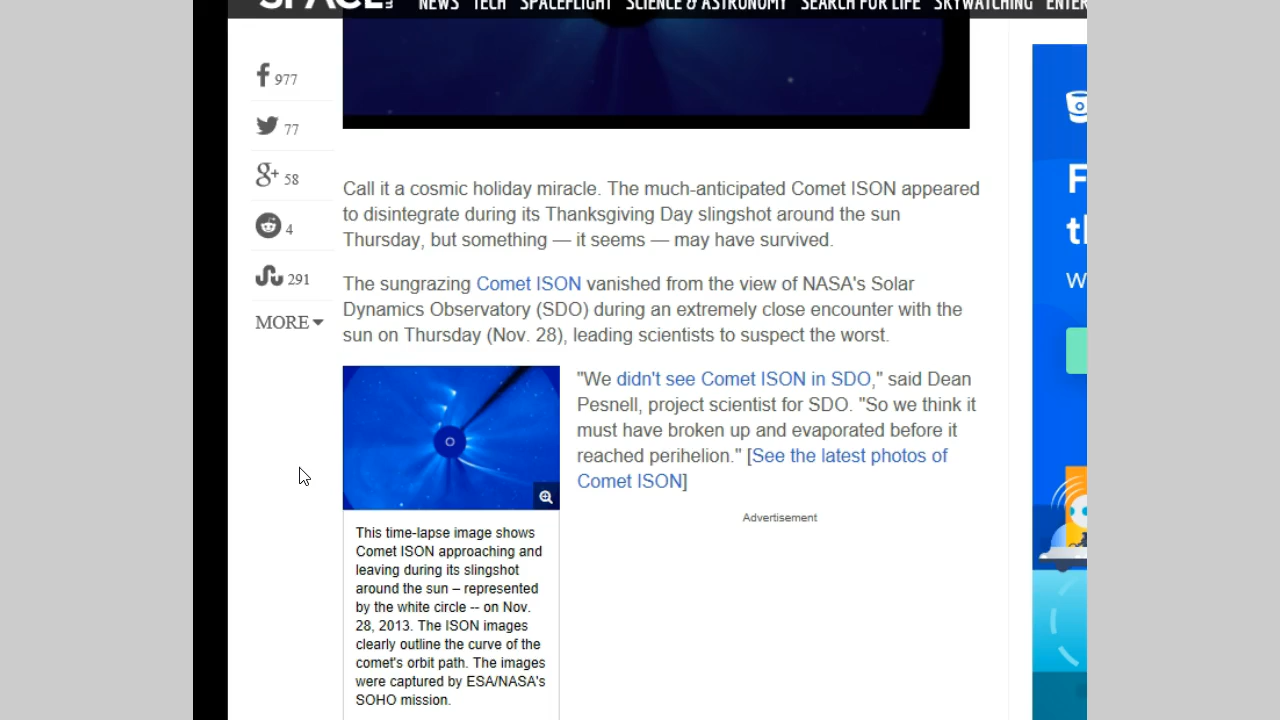 SPACE
NEWS TECH SPACEFLIGHT SCIENCE & ASTRONOMY SEARCH FOR LIFE SKYWATCHING
977
77
g+ 58
4
291
MORE
Call it a cosmic holiday miracle. The much-anticipated Comet ISON appeared
to disintegrate during its Thanksgiving Day slingshot around the sun
Thursday, but something — it seems — may have survived.
The sungrazing Comet ISON vanished from the view of NASA's Solar
Dynamics Observatory (SDO) during an extremely close encounter with the
sun on Thursday (Nov. 28), leading scientists to suspect the worst.
"We didn't see Comet ISON in SDO," said Dean
Pesnell, project scientist for SDO. "So we think it
must have broken up and evaporated before it
reached perihelion." [See the latest photos of
Comet ISON]
Advertisement
This time-lapse image shows
Comet ISON approaching and
leaving during its slingshot
around the sun – represented
by the white circle -- on Nov.
28, 2013. The ISON images
clearly outline the curve of the
comet's orbit path. The images
were captured by ESA/NASA's
SOHO mission.